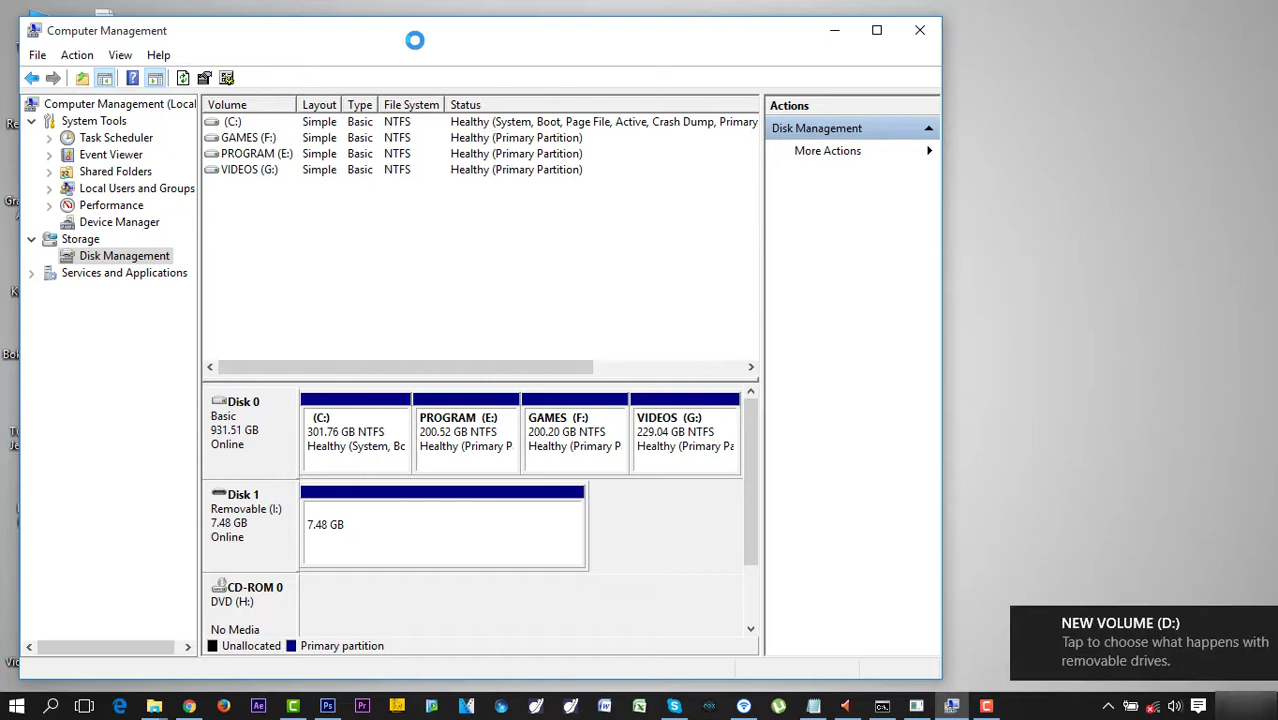 Computer Management
File Action View Help
Computer Management (Local
System Tools
Task Scheduler
Event Viewer
Shared Folders
Local Users and Groups
Performance
Device Manager
Storage
Disk Management
Services and Applications
Volume Layout Type File System Status
(C:) Simple Basic NTFS Healthy (System, Boot, Page File, Active, Crash Dump, Primary
GAMES (F:) Simple Basic NTFS Healthy (Primary Partition)
PROGRAM (E:) Simple Basic NTFS Healthy (Primary Partition)
VIDEOS (G:) Simple Basic NTFS Healthy (Primary Partition)
Actions
Disk Management
More Actions
Disk 0
Basic
931.51 GB
Online
(C:)
301.76 GB NTFS
Healthy (System, Bc
PROGRAM (E:)
200.52 GB NTFS
Healthy (Primary P
GAMES (F:)
200.20 GB NTFS
Healthy (Primary P
VIDEOS (G:)
229.04 GB NTFS
Healthy (Primary Pa
Disk 1
Removable (I:)
7.48 GB
Online
7.48 GB
CD-ROM 0
DVD (H:)
No Media
Unallocated Primary partition
NEW VOLUME (D:)
Tap to choose what happens with
removable drives.
Ae Pr Ps